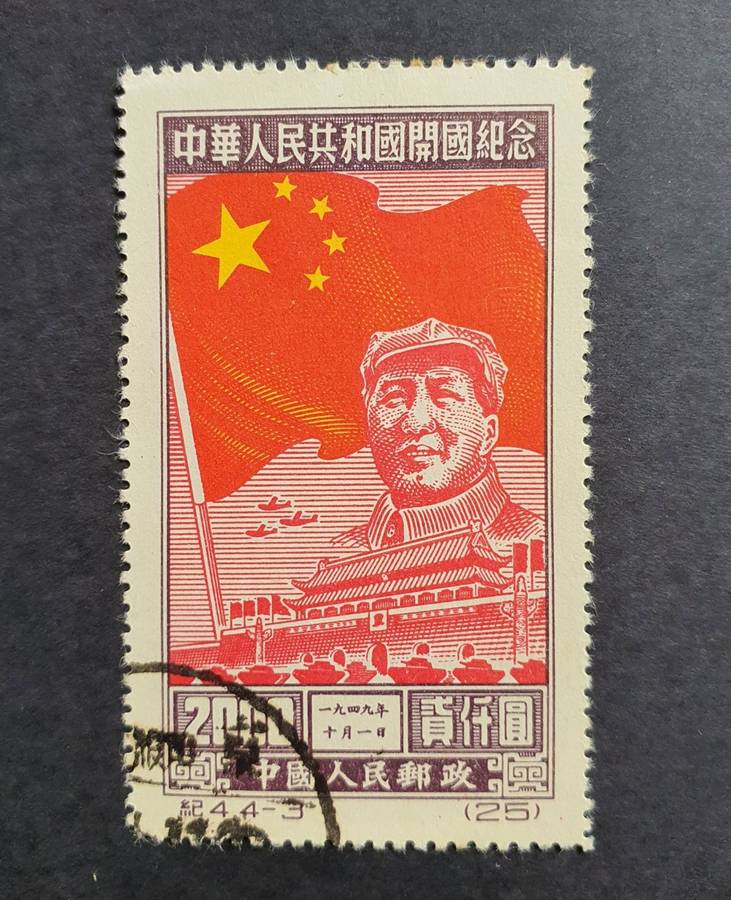 中華人民共和國開國紀念
2000 一九四九年 十月一日 貳仟圓
中國人民郵政
紀4 4-3 (25)